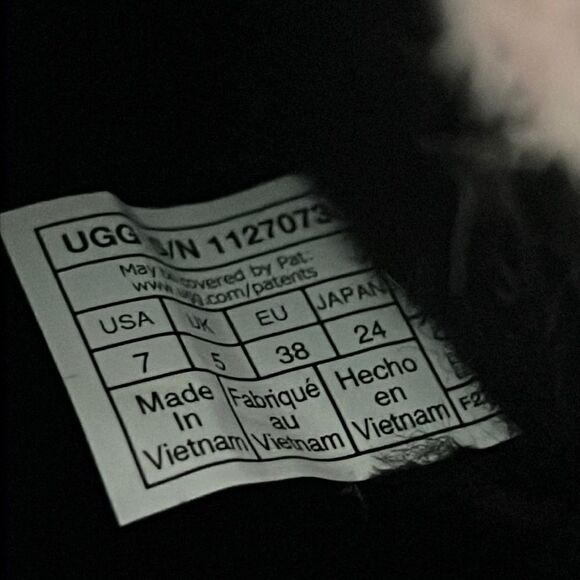 UGG S/N 1127073
May be covered by Pat.:
www.ugg.com/patents
USA UK EU JAPAN
7 5 38 24
Made In Vietnam
Fabriqué au Vietnam
Hecho en Vietnam